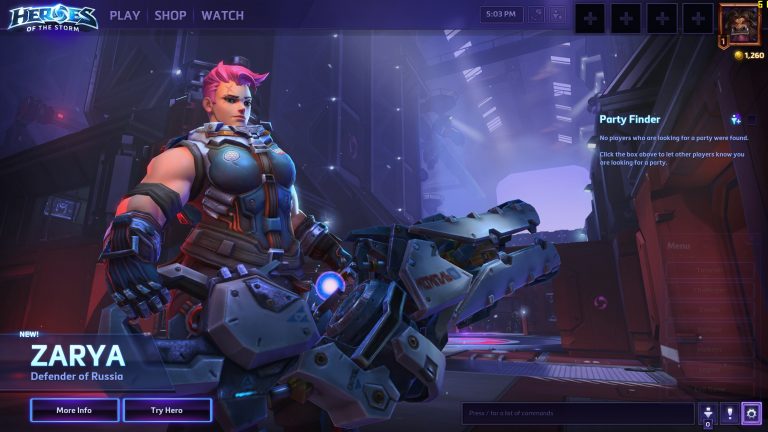 HEROES
OF THE STORM
PLAY
SHOP
WATCH
5:03 PM
1
1,260
Party Finder
No players who are looking for a party were found.
Click the box above to let other players know you
are looking for a party.
Menu
NEW!
ZARYA
Defender of Russia
More Info
Try Hero
Press / for a list of commands
0